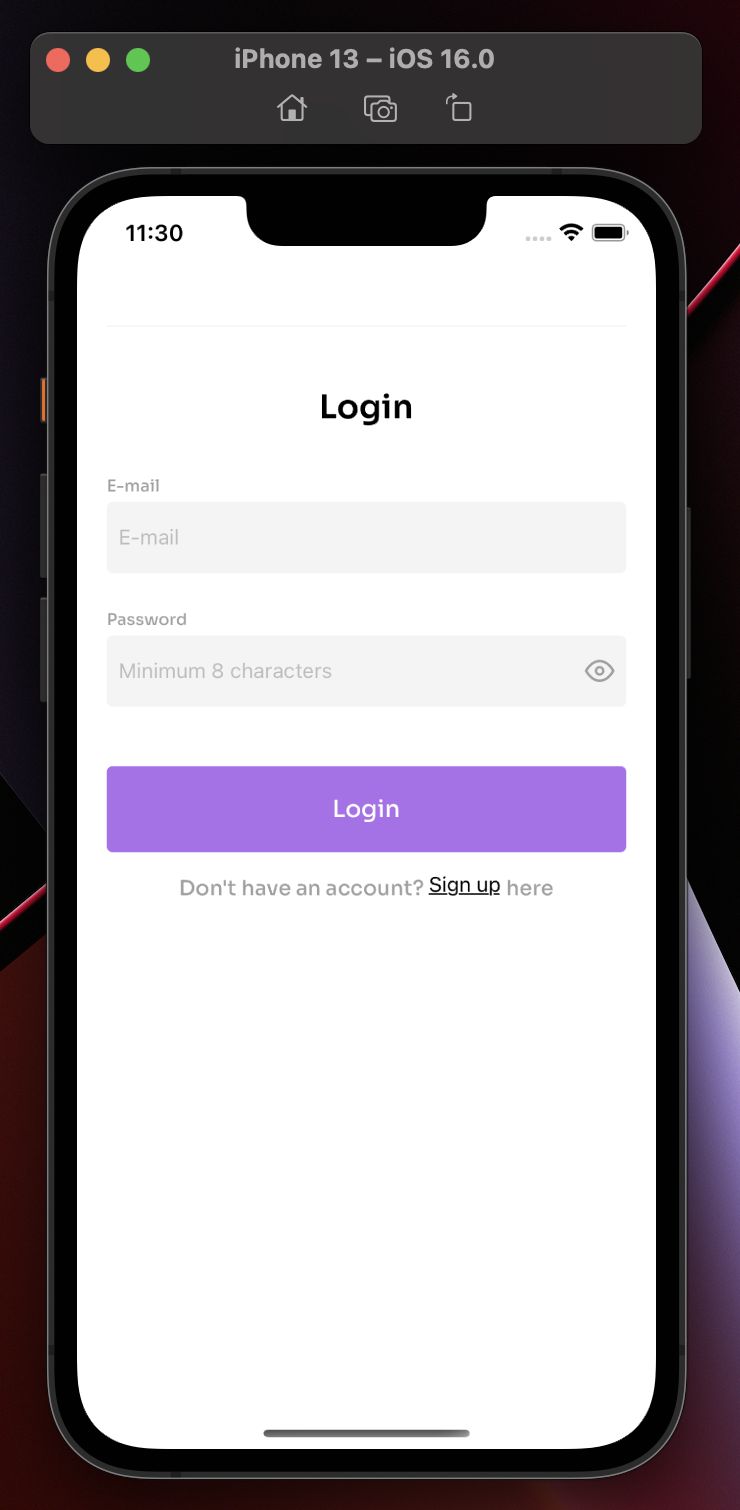 iPhone 13 – iOS 16.0
11:30
Login
E-mail
E-mail
Password
Minimum 8 characters
Login
Don't have an account? Sign up here